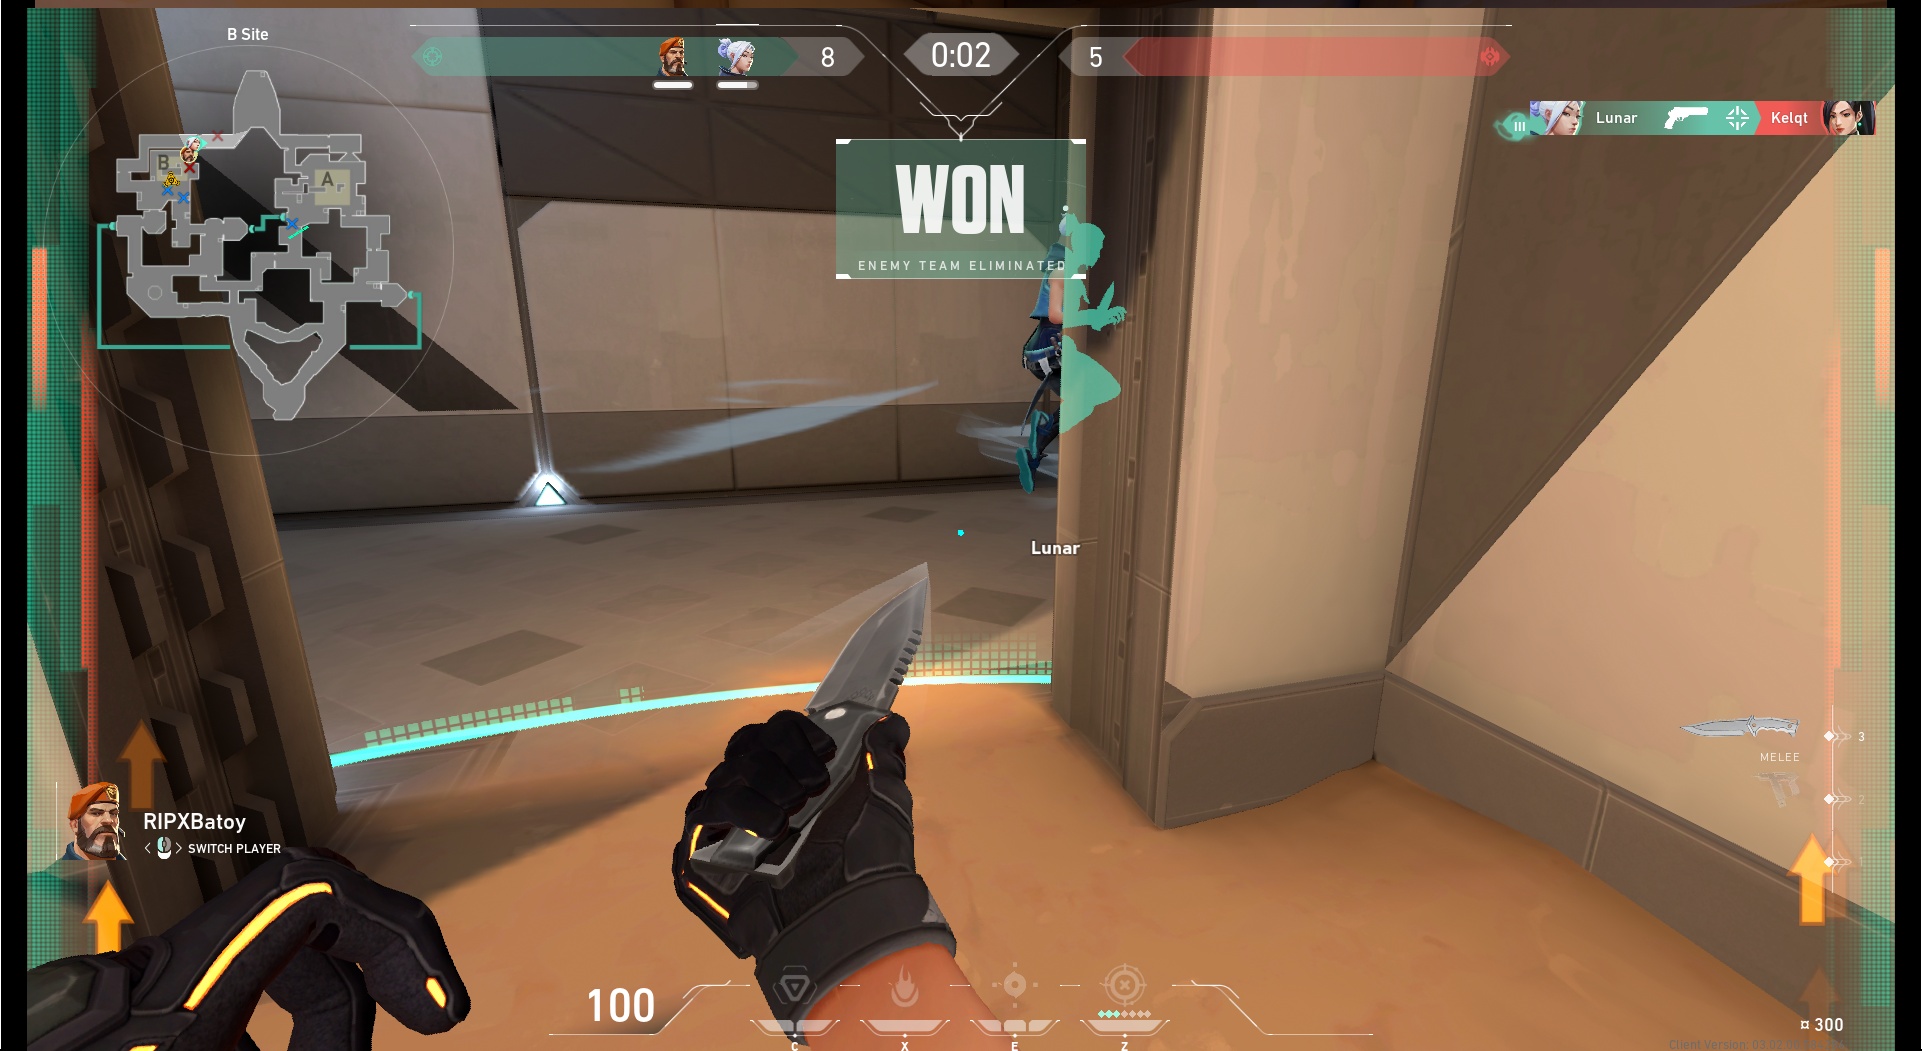 B Site
8
0:02
5
III Lunar Kelqt
WON
ENEMY TEAM ELIMINATED
B
A
Lunar
3
MELEE
2
1
RIPXBatoy
< > SWITCH PLAYER
100
C X E Z
¤ 300